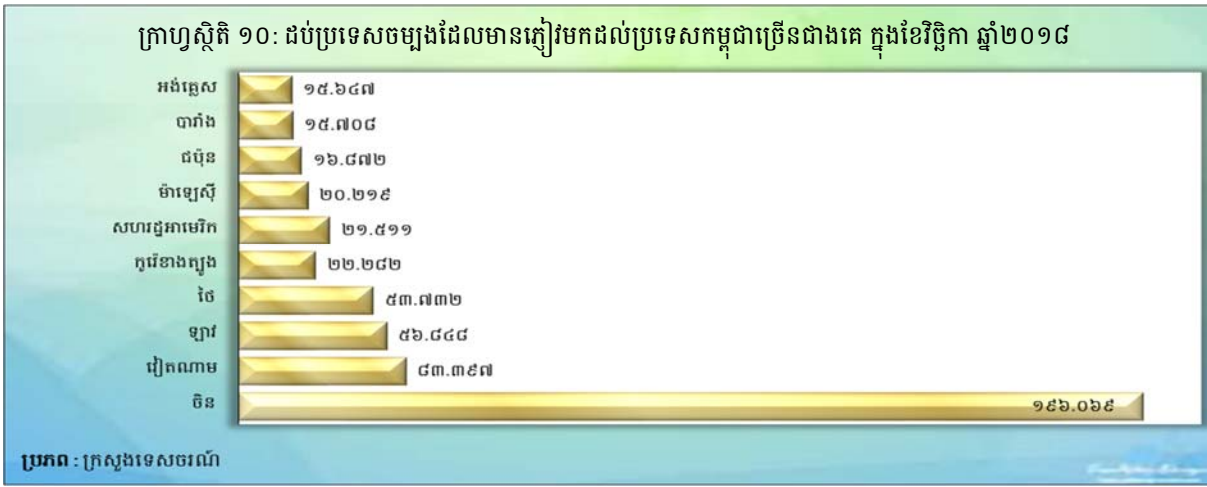 ក្រាហ្វស្ថិតិ ១០: ដប់ប្រទេសចម្បងដែលមានភ្ញៀវមកដល់ប្រទេសកម្ពុជាច្រើនជាងគេ ក្នុងខែវិច្ឆិកា ឆ្នាំ២០១៨
អង់គ្លេស ១៥.៦៤៧
បារាំង ១៥.៧០៨
ជប៉ុន ១៦.៨៧២
ម៉ាឡេស៊ី ២០.២១៩
សហរដ្ឋអាមេរិក ២១.៥១១
កូរ៉េខាងត្បូង ២២.២៨២
ថៃ ៥៣.៧៣២
ឡាវ ៥៦.៨៤៨
វៀតណាម ៨៣.៣៩៧
ចិន ១៩៦.០៦៩
ប្រភព : ក្រសួងទេសចរណ៍